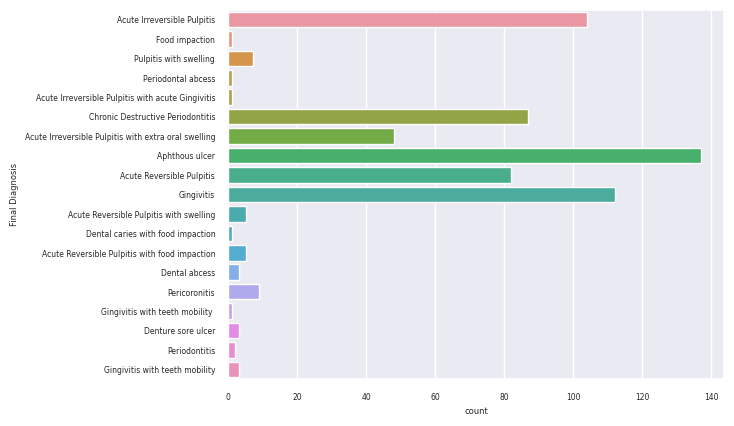 Acute Irreversible Pulpitis
Food impaction
Pulpitis with swelling
Periodontal abcess
Acute Irreversible Pulpitis with acute Gingivitis
Chronic Destructive Periodontitis
Acute Irreversible Pulpitis with extra oral swelling
Aphthous ulcer
Acute Reversible Pulpitis
Gingivitis
Acute Reversible Pulpitis with swelling
Dental caries with food impaction
Acute Reversible Pulpitis with food impaction
Dental abcess
Pericoronitis
Gingivitis with teeth mobility
Denture sore ulcer
Periodontitis
Gingivitis with teeth mobility
Final Diagnosis
0 20 40 60 80 100 120 140
count